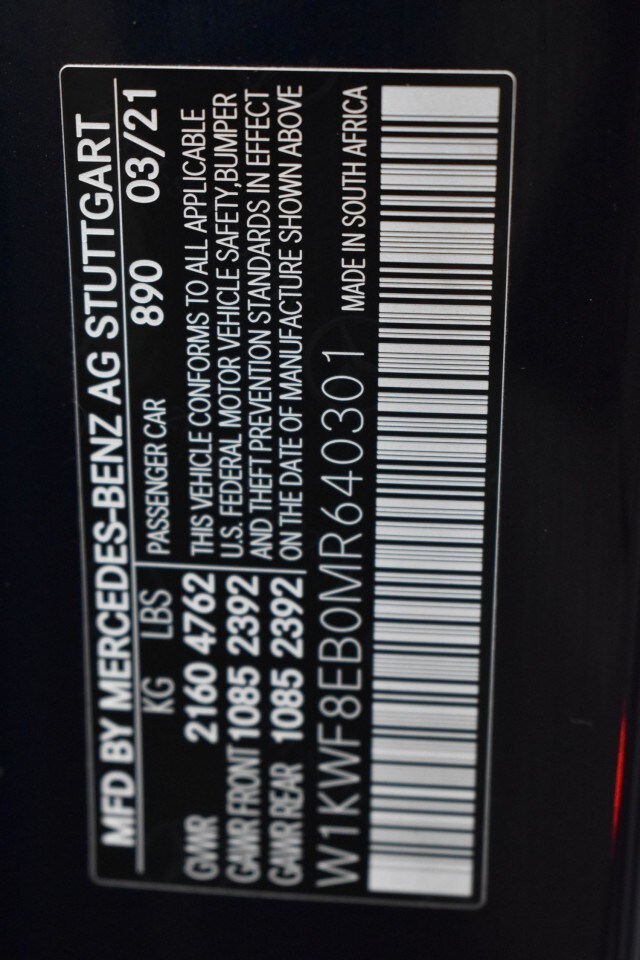 MFD BY MERCEDES-BENZ AG STUTTGART
KG LBS PASSENGER CAR 890 03/21
GVWR 2160 4762 THIS VEHICLE CONFORMS TO ALL APPLICABLE
U.S. FEDERAL MOTOR VEHICLE SAFETY,BUMPER
GAWR FRONT 1085 2392 AND THEFT PREVENTION STANDARDS IN EFFECT
GAWR REAR 1085 2392 ON THE DATE OF MANUFACTURE SHOWN ABOVE
W1KWF8EB0MR640301 MADE IN SOUTH AFRICA